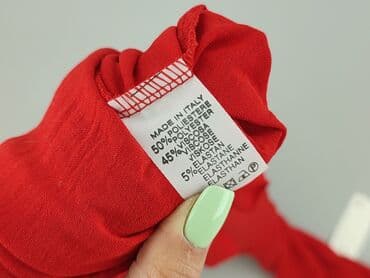 MADE IN ITALY
50% POLIESTERE
POLYESTER
45% VISCOSA
VISCOSE
VISKOSE
5% ELASTAN
ELASTANE
ELASTHANNE
ELASTHAN